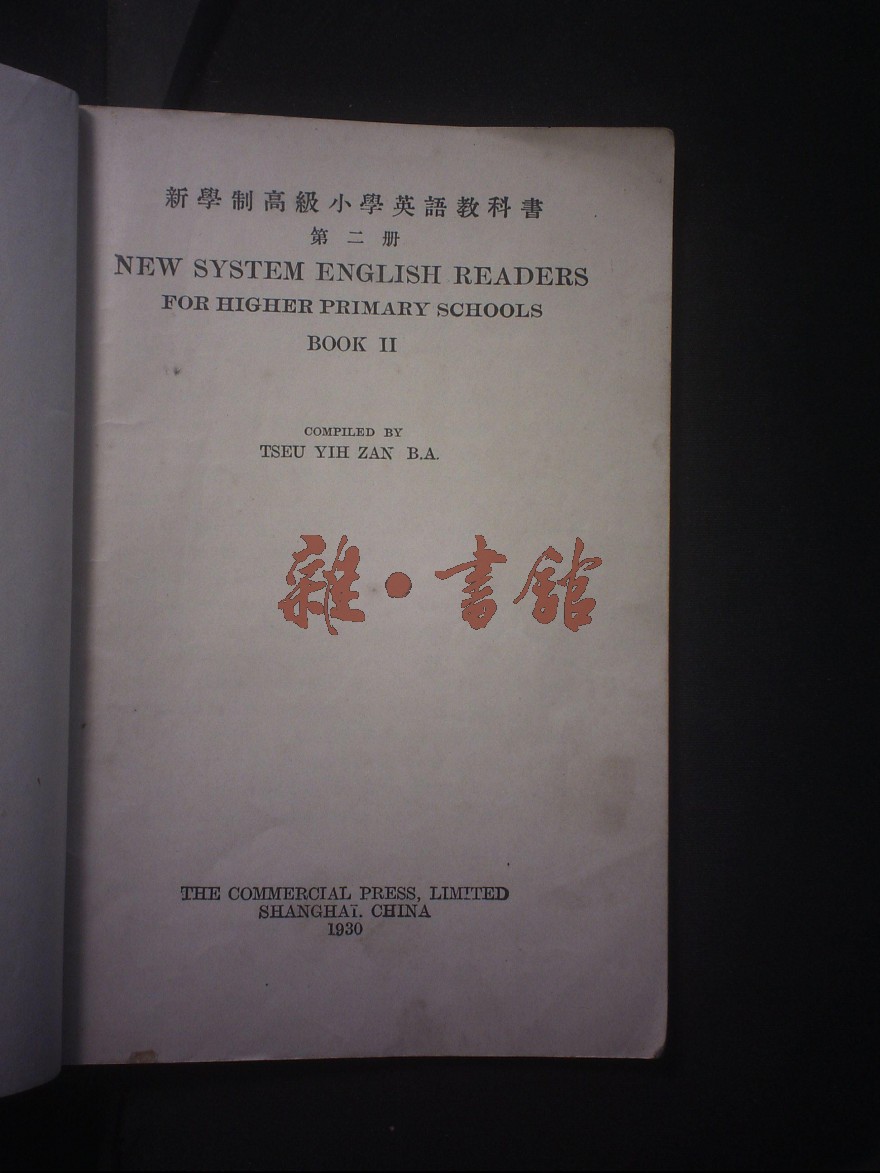 新學制高級小學英語教科書
第二册
NEW SYSTEM ENGLISH READERS
FOR HIGHER PRIMARY SCHOOLS
BOOK II
COMPILED BY
TSEU YIH ZAN B.A.
雜·書館
THE COMMERCIAL PRESS, LIMITED
SHANGHAI. CHINA
1930